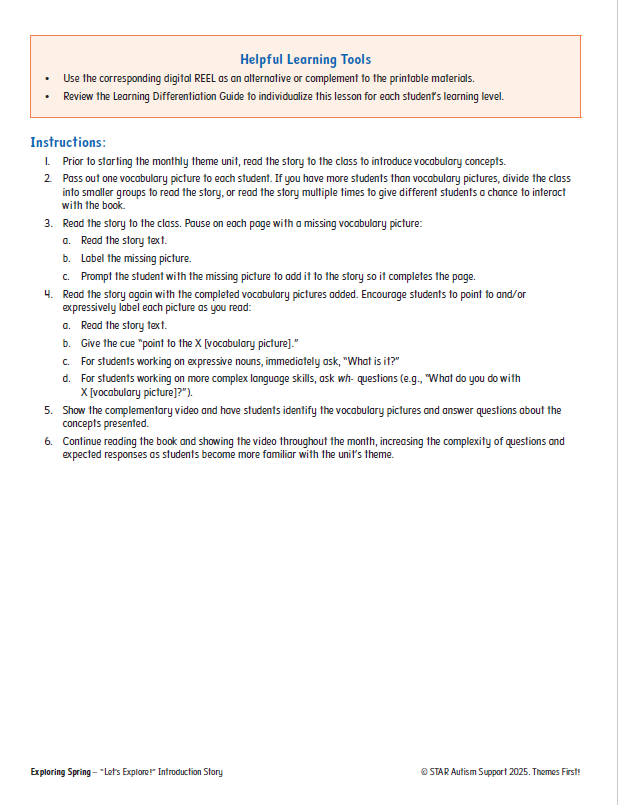 Helpful Learning Tools
• Use the corresponding digital REEL as an alternative or complement to the printable materials.
• Review the Learning Differentiation Guide to individualize this lesson for each student's learning level.
Instructions:
1. Prior to starting the monthly theme unit, read the story to the class to introduce vocabulary concepts.
2. Pass out one vocabulary picture to each student. If you have more students than vocabulary pictures, divide the class
into smaller groups to read the story, or read the story multiple times to give different students a chance to interact
with the book.
3. Read the story to the class. Pause on each page with a missing vocabulary picture:
a. Read the story text.
b. Label the missing picture.
c. Prompt the student with the missing picture to add it to the story so it completes the page.
4. Read the story again with the completed vocabulary pictures added. Encourage students to point to and/or
expressively label each picture as you read:
a. Read the story text.
b. Give the cue "point to the X [vocabulary picture]."
c. For students working on expressive nouns, immediately ask, "What is it?"
d. For students working on more complex language skills, ask wh- questions (e.g., "What do you do with
X [vocabulary picture]?").
5. Show the complementary video and have students identify the vocabulary pictures and answer questions about the
concepts presented.
6. Continue reading the book and showing the video throughout the month, increasing the complexity of questions and
expected responses as students become more familiar with the unit's theme.
Exploring Spring – "Let's Explore!" Introduction Story
© STAR Autism Support 2025. Themes First!